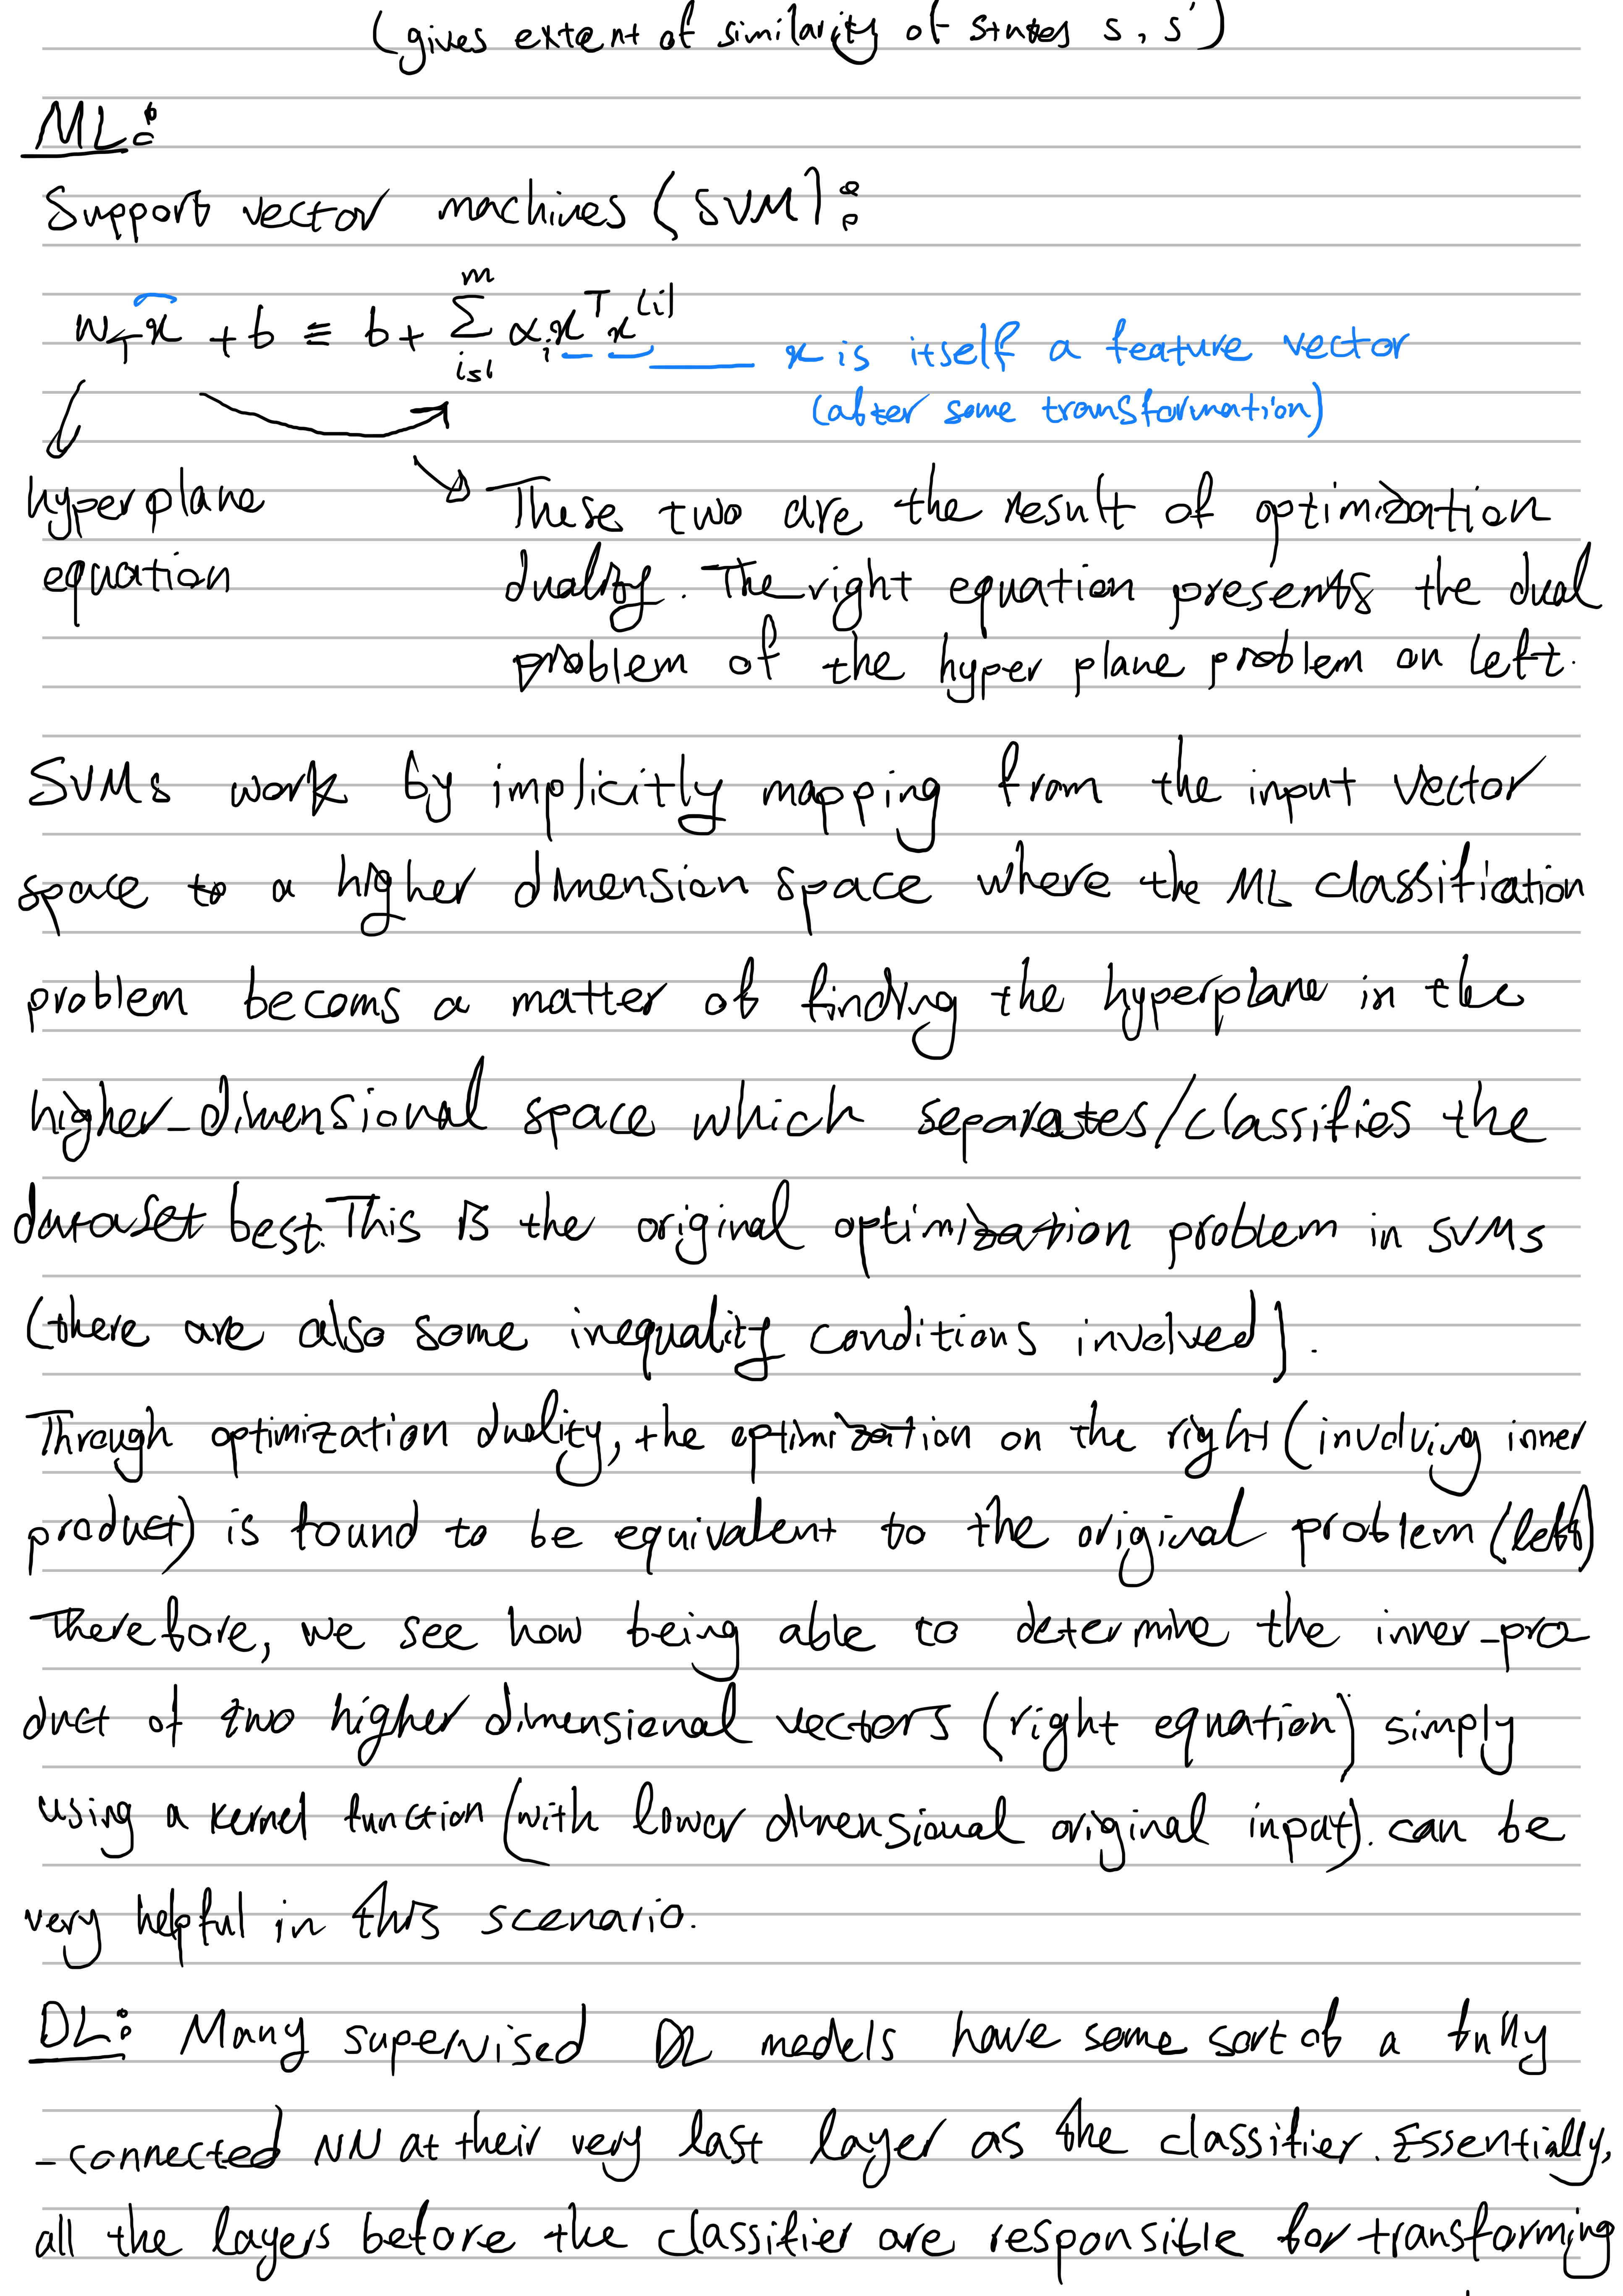 (gives extent of similarity of states s, s')
ML:
Support vector machines (SVM):
w_T x + b ≡ b + Σ_{i=1}^{m} α_i x^T x^{(i)}
x is itself a feature vector
(after some transformation)
hyperplane equation
These two are the result of optimization
duality. The right equation presents the dual
problem of the hyper plane problem on left.
SVMs work by implicitly mapping from the input vector
space to a higher dimension space where the ML classification
problem becoms a matter of finding the hyperplane in the
higher-dimensional space which separates/classifies the
dataset best. This is the original optimization problem in SVMs
(there are also some inequality conditions involved).
Through optimization duality, the optimization on the right (involving inner
product) is found to be equivalent to the original problem (left)
Therefore, we see how being able to determine the inner-pro-
duct of two higher dimensional vectors (right equation) simply
using a kernel function (with lower dimensional original input). can be
very helpful in this scenario.
DL: Many supervised DL models have some sort of a fully
-connected NN at their very last layer as the classifier. Essentially,
all the layers before the classifier are responsible for transforming